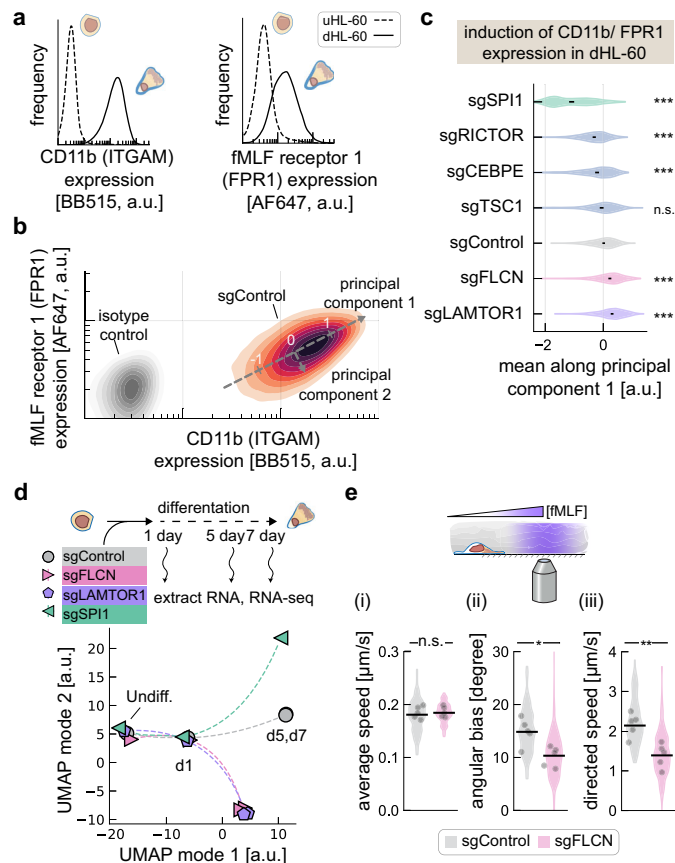 a
uHL-60
dHL-60
frequency
CD11b (ITGAM)
expression
[BB515, a.u.]
frequency
fMLF receptor 1
(FPR1) expression
[AF647, a.u.]
b
fMLF receptor 1 (FPR1)
expression [AF647, a.u.]
isotype
control
sgControl
principal
component 1
-1
0
1
principal
component 2
CD11b (ITGAM)
expression [BB515, a.u.]
c
induction of CD11b/ FPR1
expression in dHL-60
sgSPI1
***
sgRICTOR
***
sgCEBPE
***
sgTSC1
n.s.
sgControl
sgFLCN
***
sgLAMTOR1
***
−2
0
mean along principal
component 1 [a.u.]
d
differentation
1 day
5 day
7 day
sgControl
sgFLCN
sgLAMTOR1
sgSPI1
extract RNA, RNA-seq
UMAP mode 2 [a.u.]
20
15
10
5
0
−5
−10
Undiff.
d1
d5,d7
−20
−10
0
10
UMAP mode 1 [a.u.]
e
[fMLF]
(i)
(ii)
(iii)
average speed [µm/s]
0.3
0.2
0.1
0.0
n.s.
angular bias [degree]
30
20
10
0
*
directed speed [µm/s]
4
3
2
1
0
**
sgControl
sgFLCN